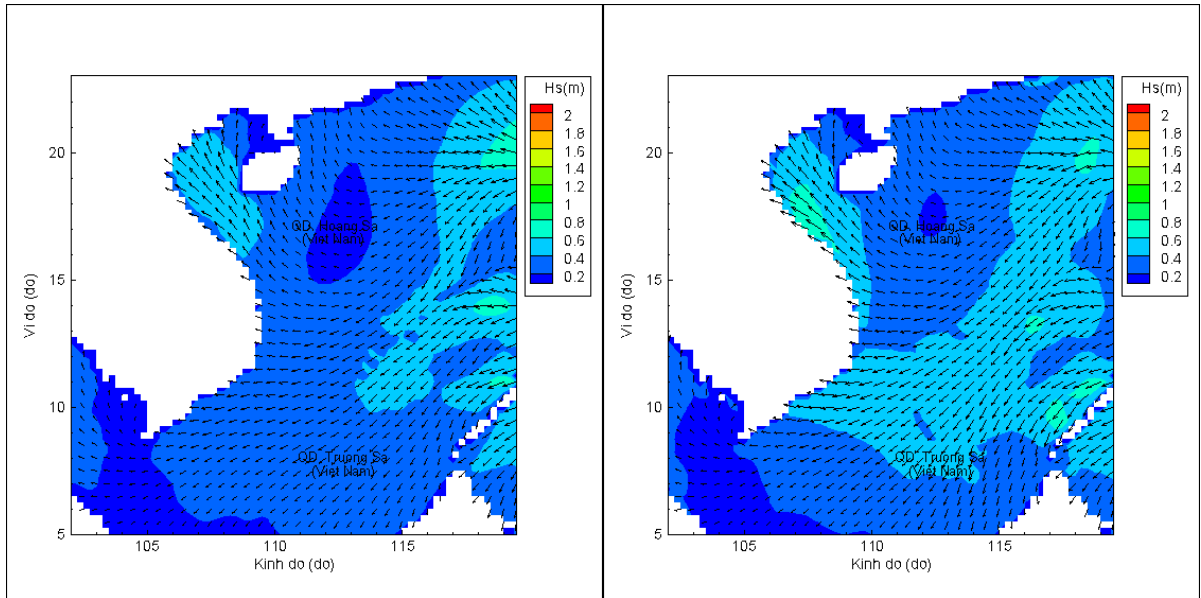 Hs(m)
2
1.8
1.6
1.4
1.2
1
0.8
0.6
0.4
0.2
20
15
10
5
Vi do (do)
QD. Hoang Sa
(Viet Nam)
QD. Truong Sa
(Viet Nam)
105
110
115
Kinh do (do)
Hs(m)
2
1.8
1.6
1.4
1.2
1
0.8
0.6
0.4
0.2
20
15
10
5
Vi do (do)
QD. Hoang Sa
(Viet Nam)
QD. Truong Sa
(Viet Nam)
105
110
115
Kinh do (do)